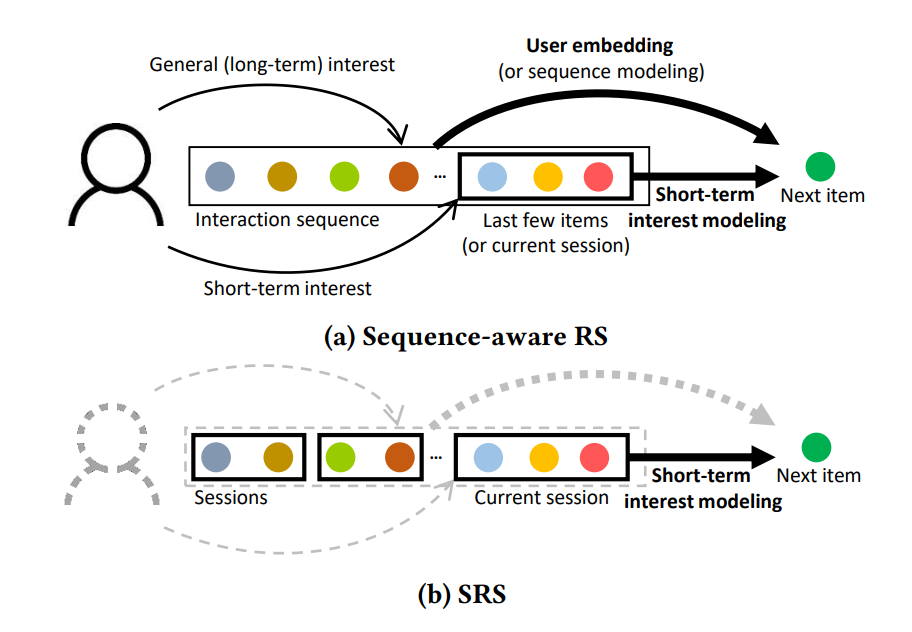 User embedding
General (long-term) interest
(or sequence modeling)
...
Short-term
interest modeling
Next item
Interaction sequence
Last few items
(or current session)
Short-term interest
(a) Sequence-aware RS
...
Short-term
interest modeling
Next item
Sessions
Current session
(b) SRS